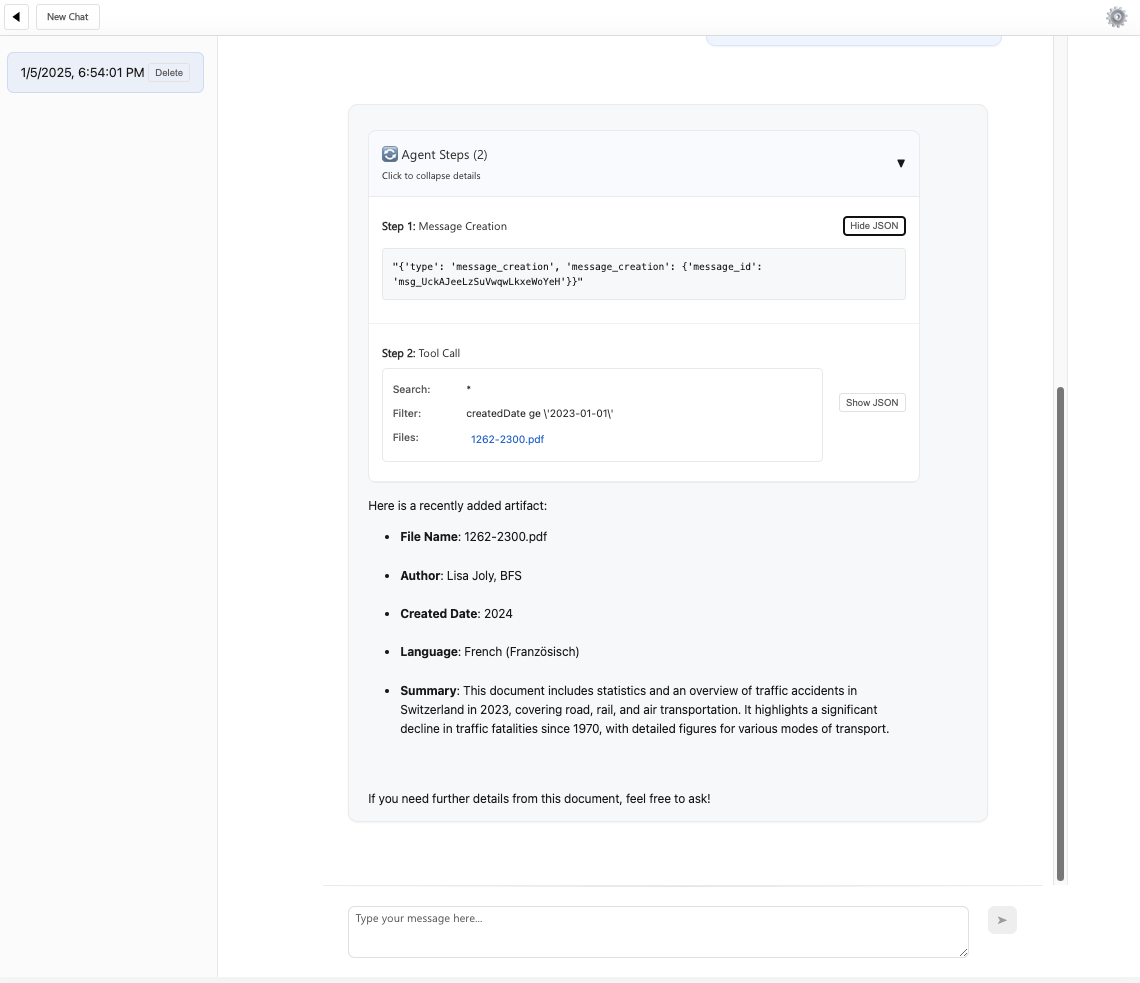 New Chat
1/5/2025, 6:54:01 PM Delete
Agent Steps (2)
Click to collapse details
▼
Step 1: Message Creation
Hide JSON
"{'type': 'message_creation', 'message_creation': {'message_id':
'msg_UckAJeeLzSuVwqwLkxeWoYeH'}}"
Step 2: Tool Call
Search: *
Filter: createdDate ge \'2023-01-01\'
Files: 1262-2300.pdf
Show JSON
Here is a recently added artifact:
• File Name: 1262-2300.pdf
• Author: Lisa Joly, BFS
• Created Date: 2024
• Language: French (Französisch)
• Summary: This document includes statistics and an overview of traffic accidents in
Switzerland in 2023, covering road, rail, and air transportation. It highlights a significant
decline in traffic fatalities since 1970, with detailed figures for various modes of transport.
If you need further details from this document, feel free to ask!
Type your message here...